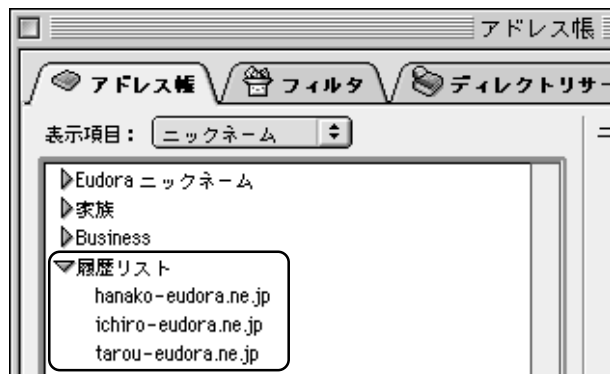 アドレス帳
アドレス帳 フィルタ ディレクトリサー
表示項目： ニックネーム
Eudora ニックネーム
家族
Business
履歴リスト
hanako-eudora.ne.jp
ichiro-eudora.ne.jp
tarou-eudora.ne.jp